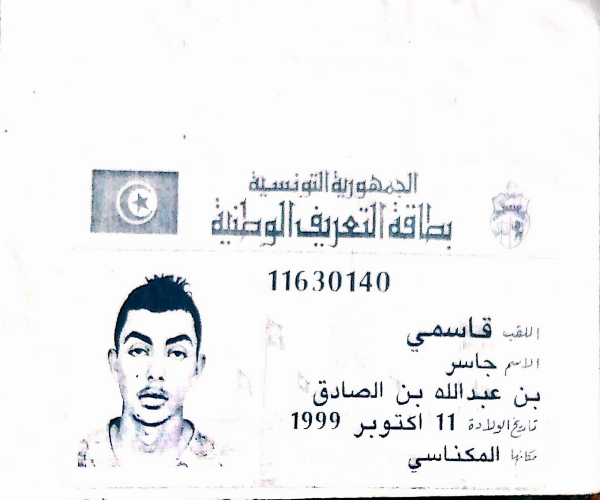 الجمهورية التونسية
بطاقة التعريف الوطنية
11630140
اللقب قاسمي
الاسم جاسر
بن عبدالله بن الصادق
تاريخ الولادة 11 اكتوبر 1999
مكانها المكناسي